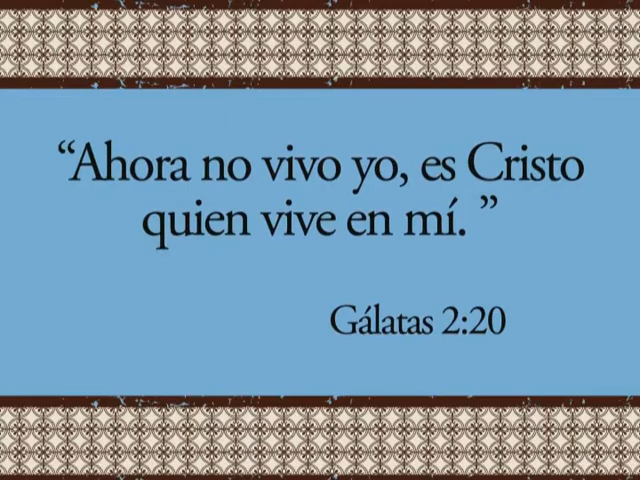 “Ahora no vivo yo, es Cristo
quien vive en mí. ”
Gálatas 2:20